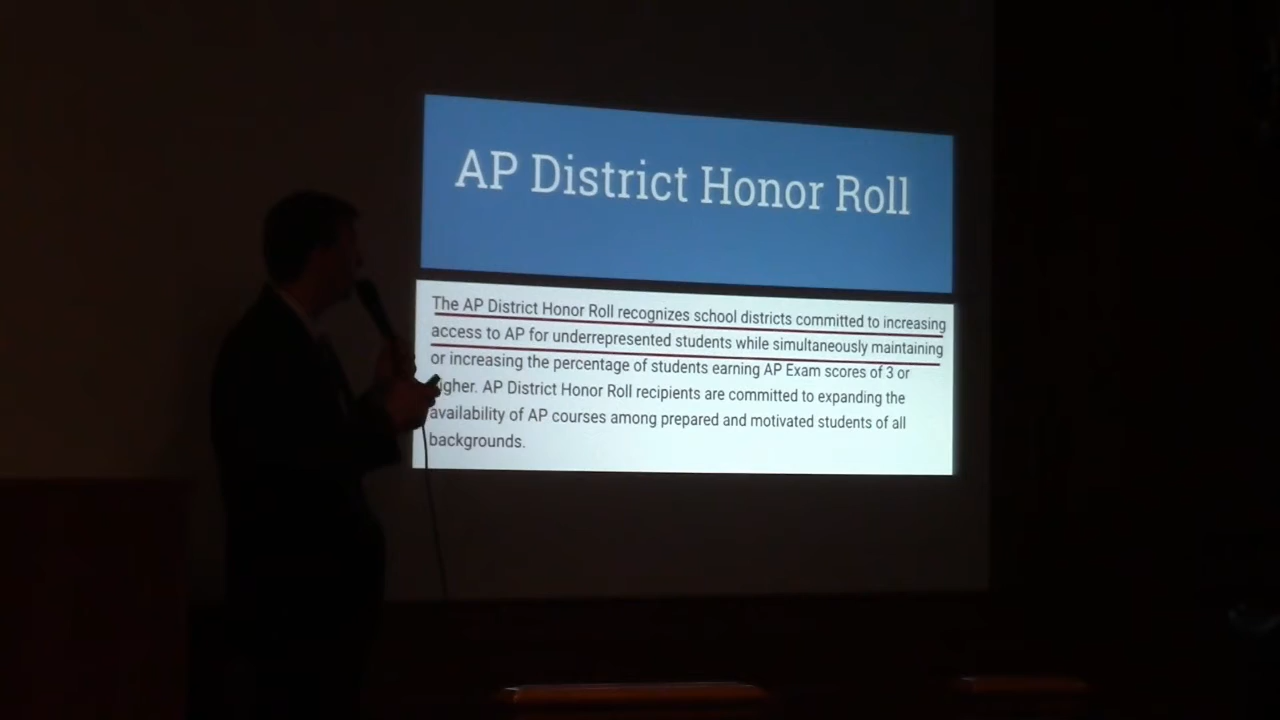 AP District Honor Roll
The AP District Honor Roll recognizes school districts committed to increasing
access to AP for underrepresented students while simultaneously maintaining
or increasing the percentage of students earning AP Exam scores of 3 or
igher. AP District Honor Roll recipients are committed to expanding the
availability of AP courses among prepared and motivated students of all
backgrounds.